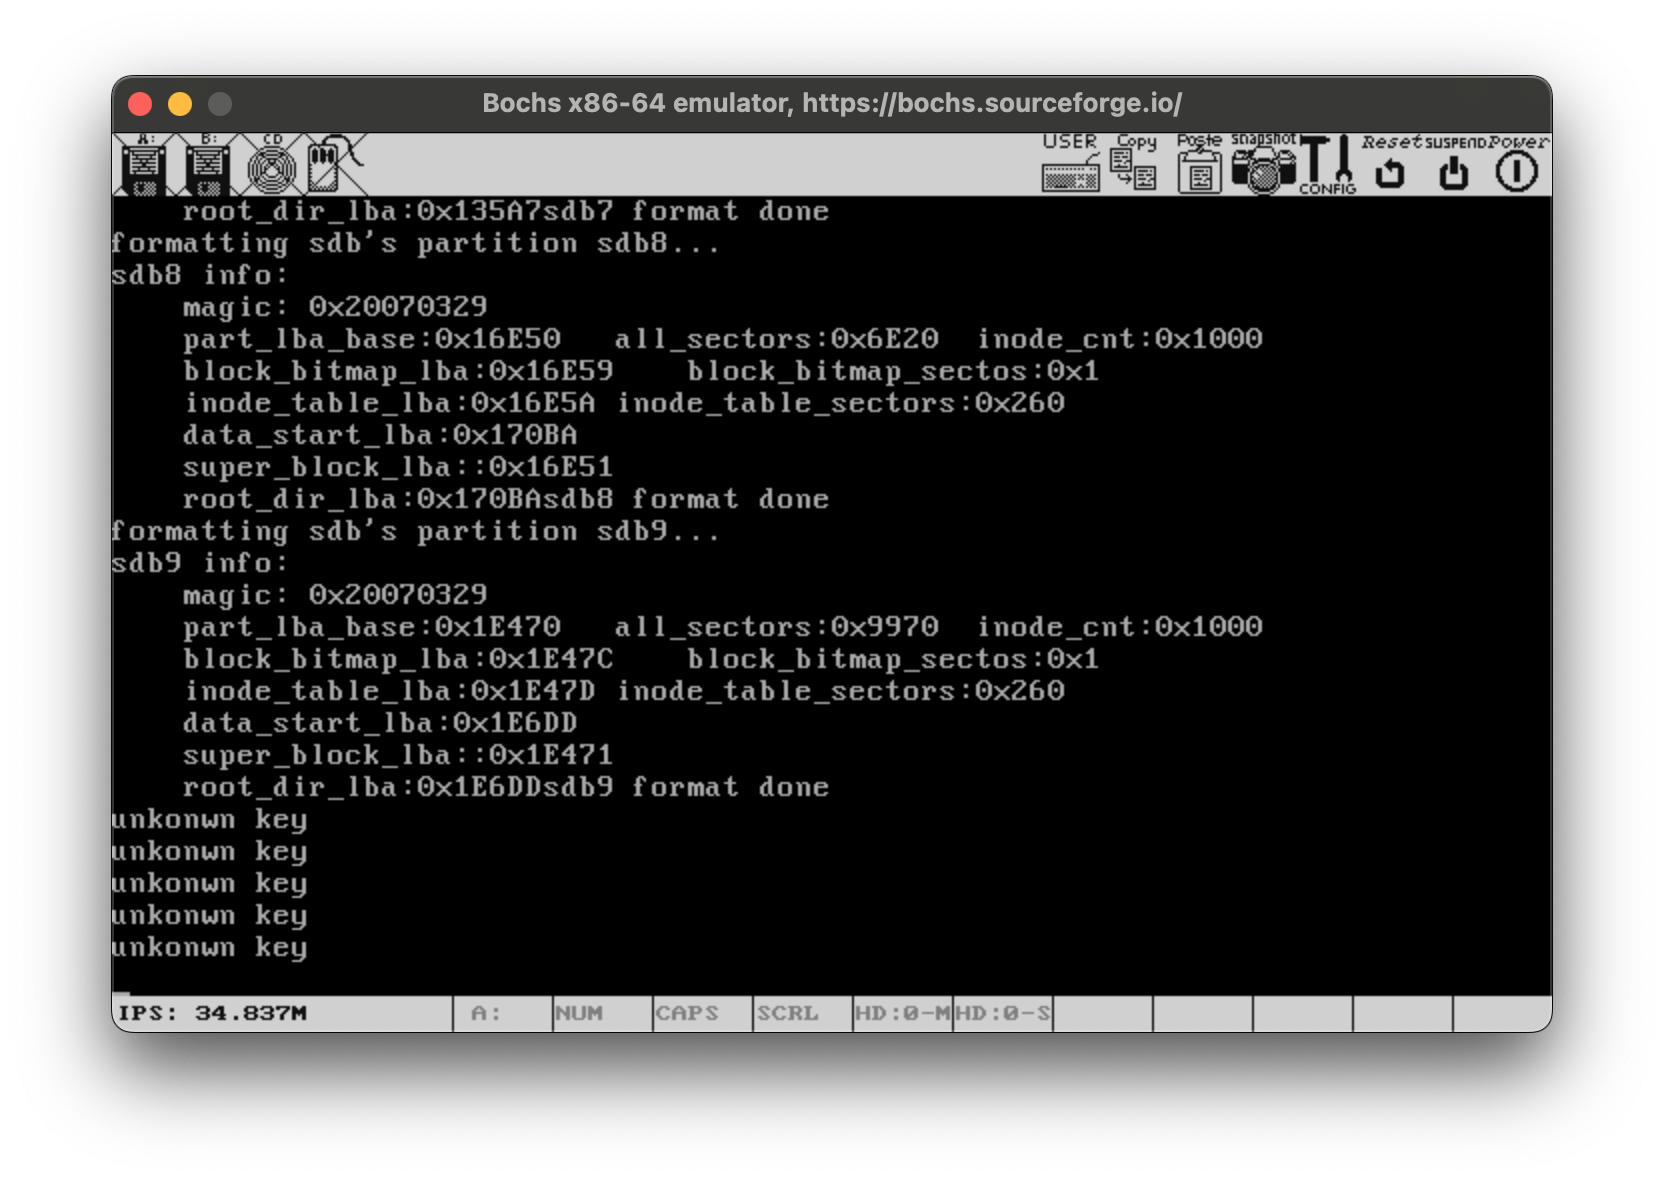 Bochs x86-64 emulator, https://bochs.sourceforge.io/
A: B: CD USER Copy Paste snapshot CONFIG Reset SUSPEND Power
root_dir_lba:0x135A7sdb7 format done
formatting sdb's partition sdb8...
sdb8 info:
magic: 0x20070329
part_lba_base:0x16E50 all_sectors:0x6E20 inode_cnt:0x1000
block_bitmap_lba:0x16E59 block_bitmap_sectos:0x1
inode_table_lba:0x16E5A inode_table_sectors:0x260
data_start_lba:0x170BA
super_block_lba::0x16E51
root_dir_lba:0x170BAsdb8 format done
formatting sdb's partition sdb9...
sdb9 info:
magic: 0x20070329
part_lba_base:0x1E470 all_sectors:0x9970 inode_cnt:0x1000
block_bitmap_lba:0x1E47C block_bitmap_sectos:0x1
inode_table_lba:0x1E47D inode_table_sectors:0x260
data_start_lba:0x1E6DD
super_block_lba::0x1E471
root_dir_lba:0x1E6DDsdb9 format done
unkonwn key
unkonwn key
unkonwn key
unkonwn key
unkonwn key
_
IPS: 34.837M A: NUM CAPS SCRL HD:0-M HD:0-S